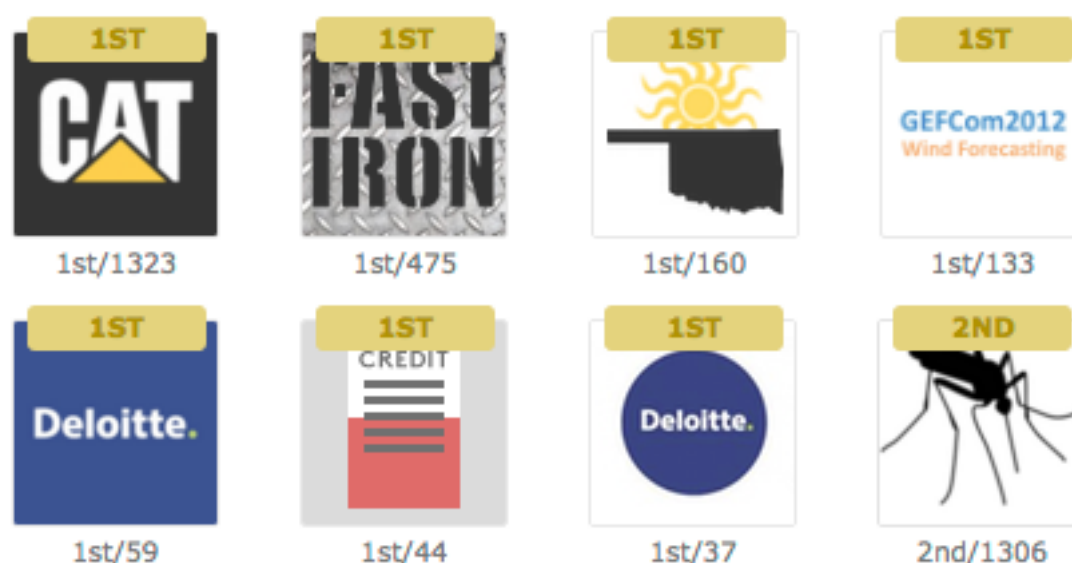 1ST 1ST 1ST 1ST
CAT FAST IRON GEFCom2012 Wind Forecasting
1st/1323 1st/475 1st/160 1st/133
1ST 1ST 1ST 2ND
Deloitte. CREDIT Deloitte.
1st/59 1st/44 1st/37 2nd/1306